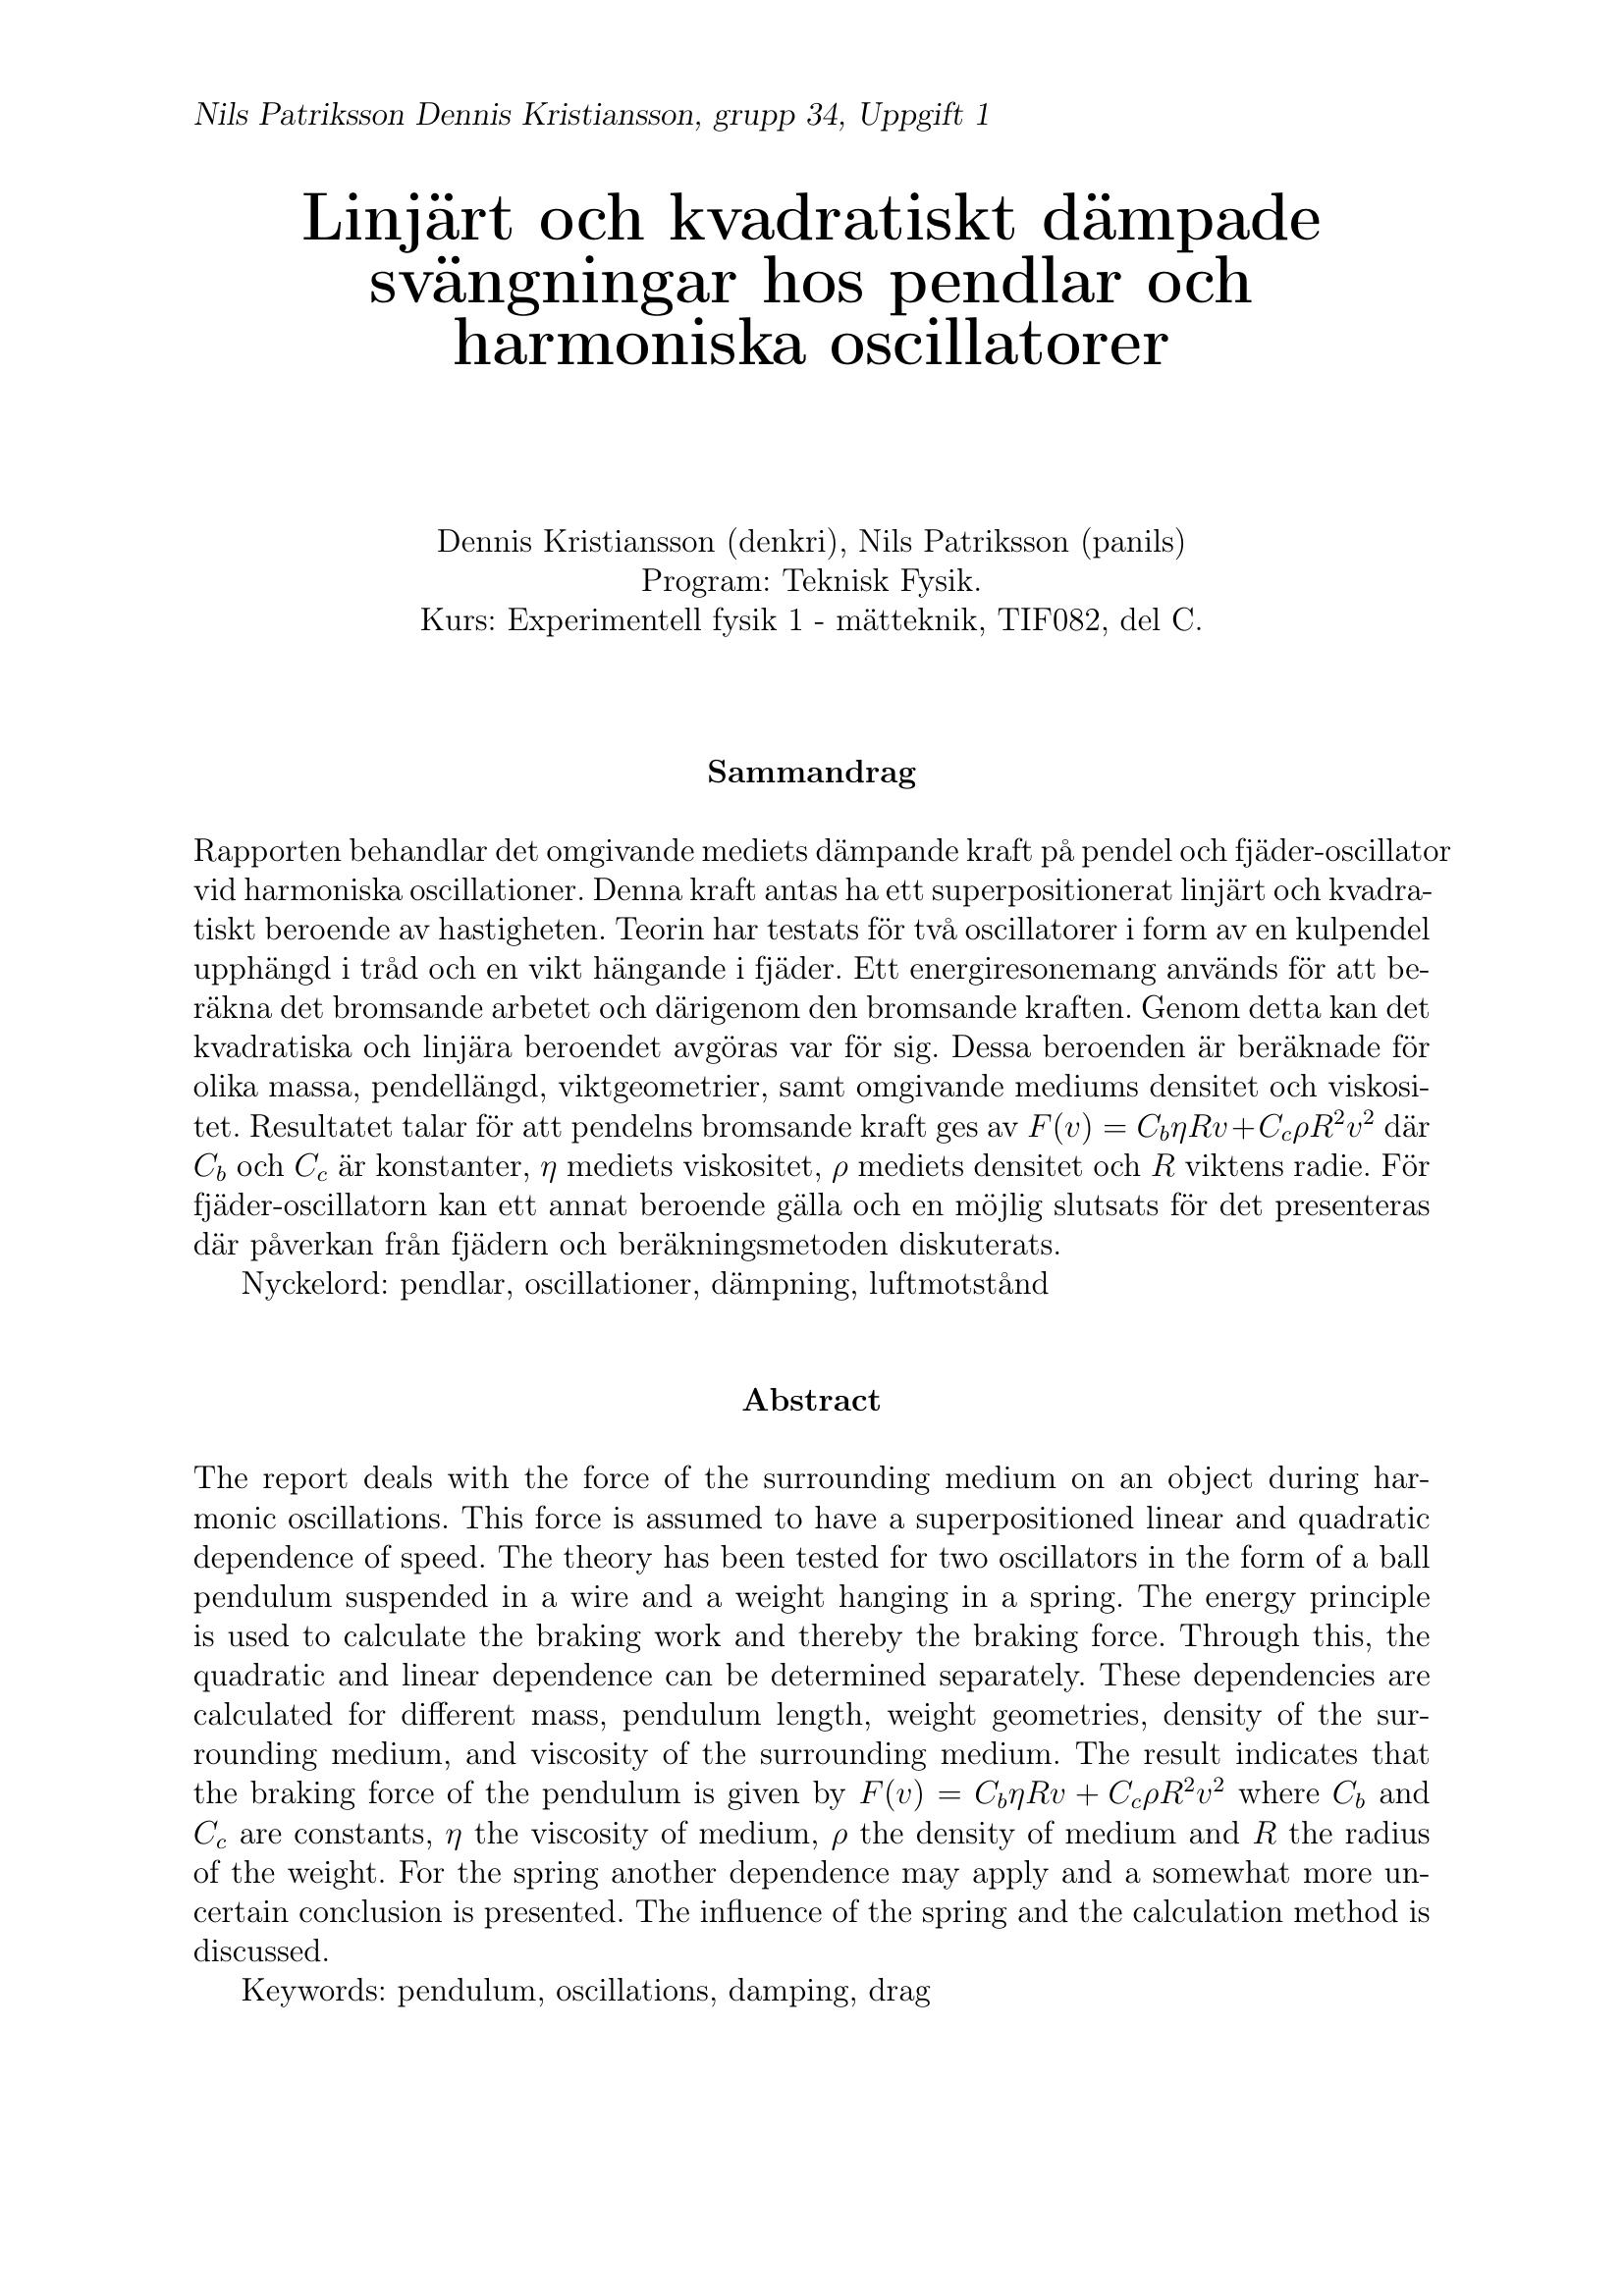 Nils Patriksson Dennis Kristiansson, grupp 34, Uppgift 1
Linjärt och kvadratiskt dämpade
svängningar hos pendlar och
harmoniska oscillatorer
Dennis Kristiansson (denkri), Nils Patriksson (panils)
Program: Teknisk Fysik.
Kurs: Experimentell fysik 1 - mätteknik, TIF082, del C.
Sammandrag
Rapporten behandlar det omgivande mediets dämpande kraft på pendel och fjäder-oscillator
vid harmoniska oscillationer. Denna kraft antas ha ett superpositionerat linjärt och kvadra-
tiskt beroende av hastigheten. Teorin har testats för två oscillatorer i form av en kulpendel
upphängd i tråd och en vikt hängande i fjäder. Ett energiresonemang används för att be-
räkna det bromsande arbetet och därigenom den bromsande kraften. Genom detta kan det
kvadratiska och linjära beroendet avgöras var för sig. Dessa beroenden är beräknade för
olika massa, pendellängd, viktgeometrier, samt omgivande mediums densitet och viskosi-
tet. Resultatet talar för att pendelns bromsande kraft ges av $F(v) = C_b\eta Rv + C_c\rho R^2v^2$ där
$C_b$ och $C_c$ är konstanter, $\eta$ mediets viskositet, $\rho$ mediets densitet och $R$ viktens radie. För
fjäder-oscillatorn kan ett annat beroende gälla och en möjlig slutsats för det presenteras
där påverkan från fjädern och beräkningsmetoden diskuterats.
Nyckelord: pendlar, oscillationer, dämpning, luftmotstånd
Abstract
The report deals with the force of the surrounding medium on an object during har-
monic oscillations. This force is assumed to have a superpositioned linear and quadratic
dependence of speed. The theory has been tested for two oscillators in the form of a ball
pendulum suspended in a wire and a weight hanging in a spring. The energy principle
is used to calculate the braking work and thereby the braking force. Through this, the
quadratic and linear dependence can be determined separately. These dependencies are
calculated for different mass, pendulum length, weight geometries, density of the sur-
rounding medium, and viscosity of the surrounding medium. The result indicates that
the braking force of the pendulum is given by $F(v) = C_b\eta Rv + C_c\rho R^2v^2$ where $C_b$ and
$C_c$ are constants, $\eta$ the viscosity of medium, $\rho$ the density of medium and $R$ the radius
of the weight. For the spring another dependence may apply and a somewhat more un-
certain conclusion is presented. The influence of the spring and the calculation method is
discussed.
Keywords: pendulum, oscillations, damping, drag